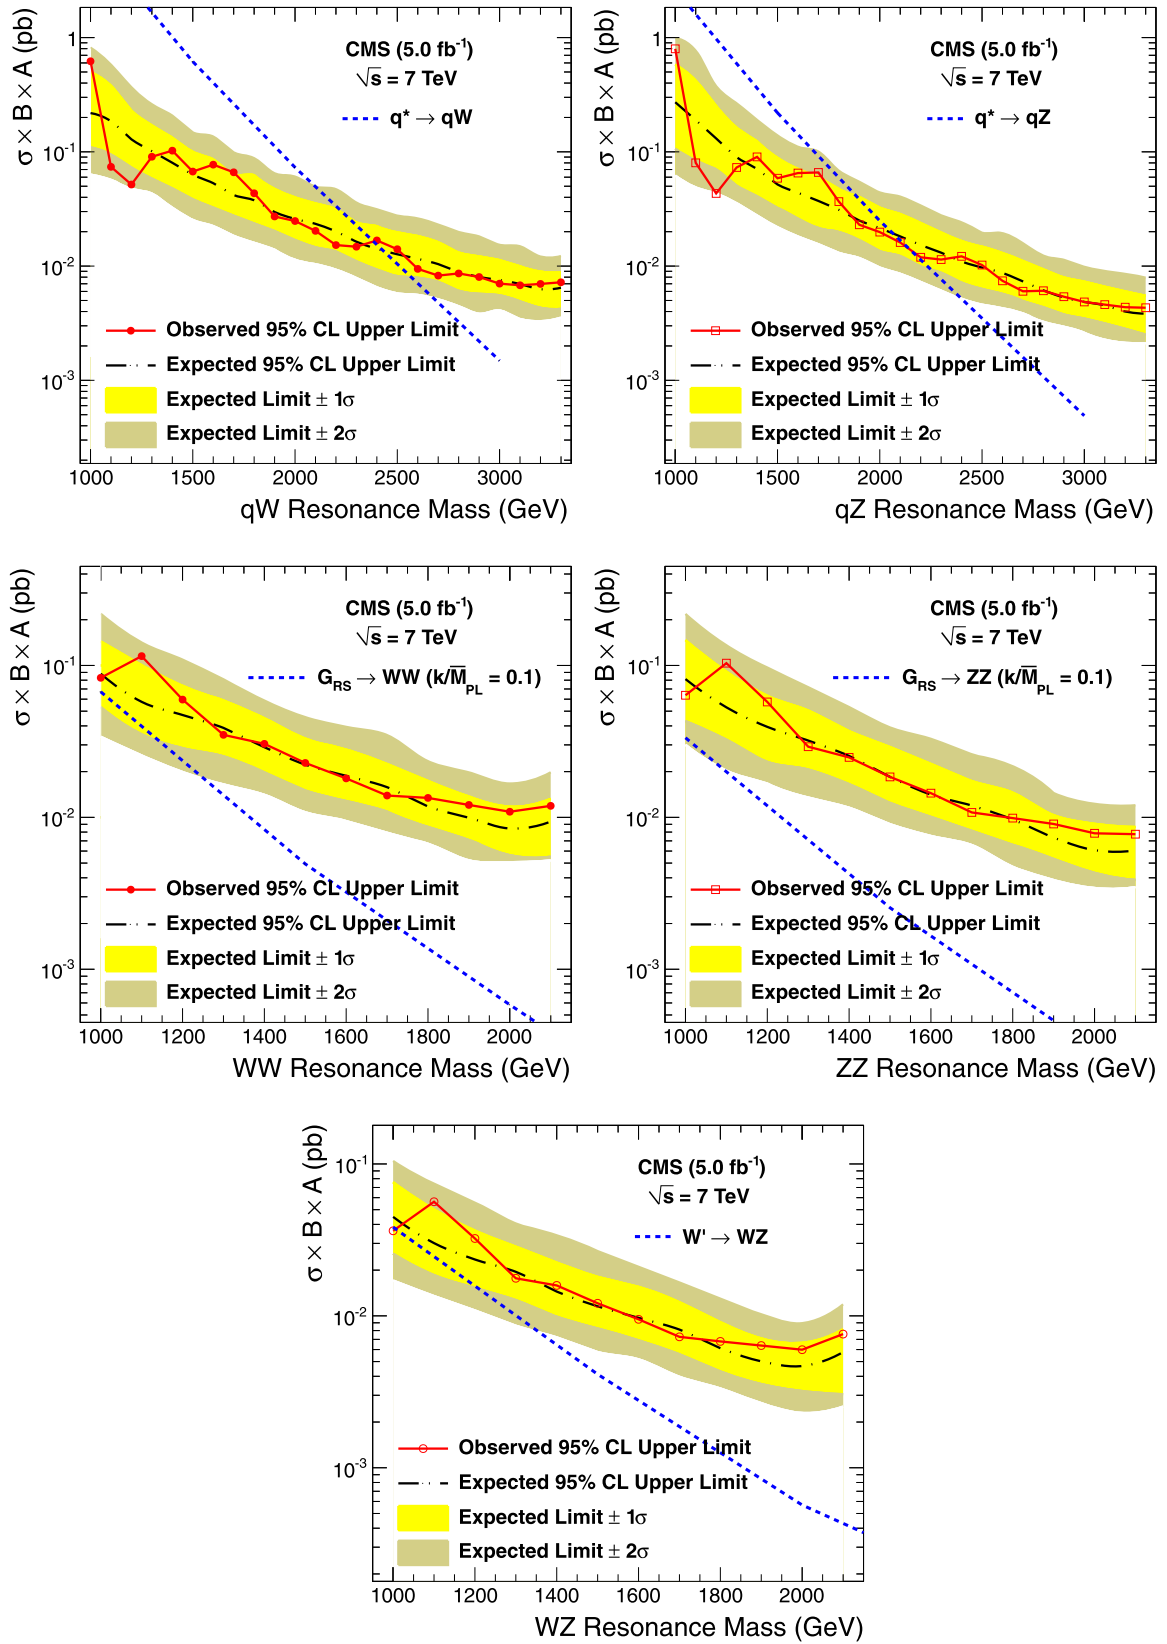 σ × B × A (pb)
1
10⁻¹
10⁻²
10⁻³
CMS (5.0 fb⁻¹)
√s = 7 TeV
q* → qW
Observed 95% CL Upper Limit
Expected 95% CL Upper Limit
Expected Limit ± 1σ
Expected Limit ± 2σ
1000 1500 2000 2500 3000
qW Resonance Mass (GeV)
σ × B × A (pb)
1
10⁻¹
10⁻²
10⁻³
CMS (5.0 fb⁻¹)
√s = 7 TeV
q* → qZ
Observed 95% CL Upper Limit
Expected 95% CL Upper Limit
Expected Limit ± 1σ
Expected Limit ± 2σ
1000 1500 2000 2500 3000
qZ Resonance Mass (GeV)
σ × B × A (pb)
10⁻¹
10⁻²
10⁻³
CMS (5.0 fb⁻¹)
√s = 7 TeV
G_RS → WW (k/M̅_PL = 0.1)
Observed 95% CL Upper Limit
Expected 95% CL Upper Limit
Expected Limit ± 1σ
Expected Limit ± 2σ
1000 1200 1400 1600 1800 2000
WW Resonance Mass (GeV)
σ × B × A (pb)
10⁻¹
10⁻²
10⁻³
CMS (5.0 fb⁻¹)
√s = 7 TeV
G_RS → ZZ (k/M̅_PL = 0.1)
Observed 95% CL Upper Limit
Expected 95% CL Upper Limit
Expected Limit ± 1σ
Expected Limit ± 2σ
1000 1200 1400 1600 1800 2000
ZZ Resonance Mass (GeV)
σ × B × A (pb)
10⁻¹
10⁻²
10⁻³
CMS (5.0 fb⁻¹)
√s = 7 TeV
W' → WZ
Observed 95% CL Upper Limit
Expected 95% CL Upper Limit
Expected Limit ± 1σ
Expected Limit ± 2σ
1000 1200 1400 1600 1800 2000
WZ Resonance Mass (GeV)